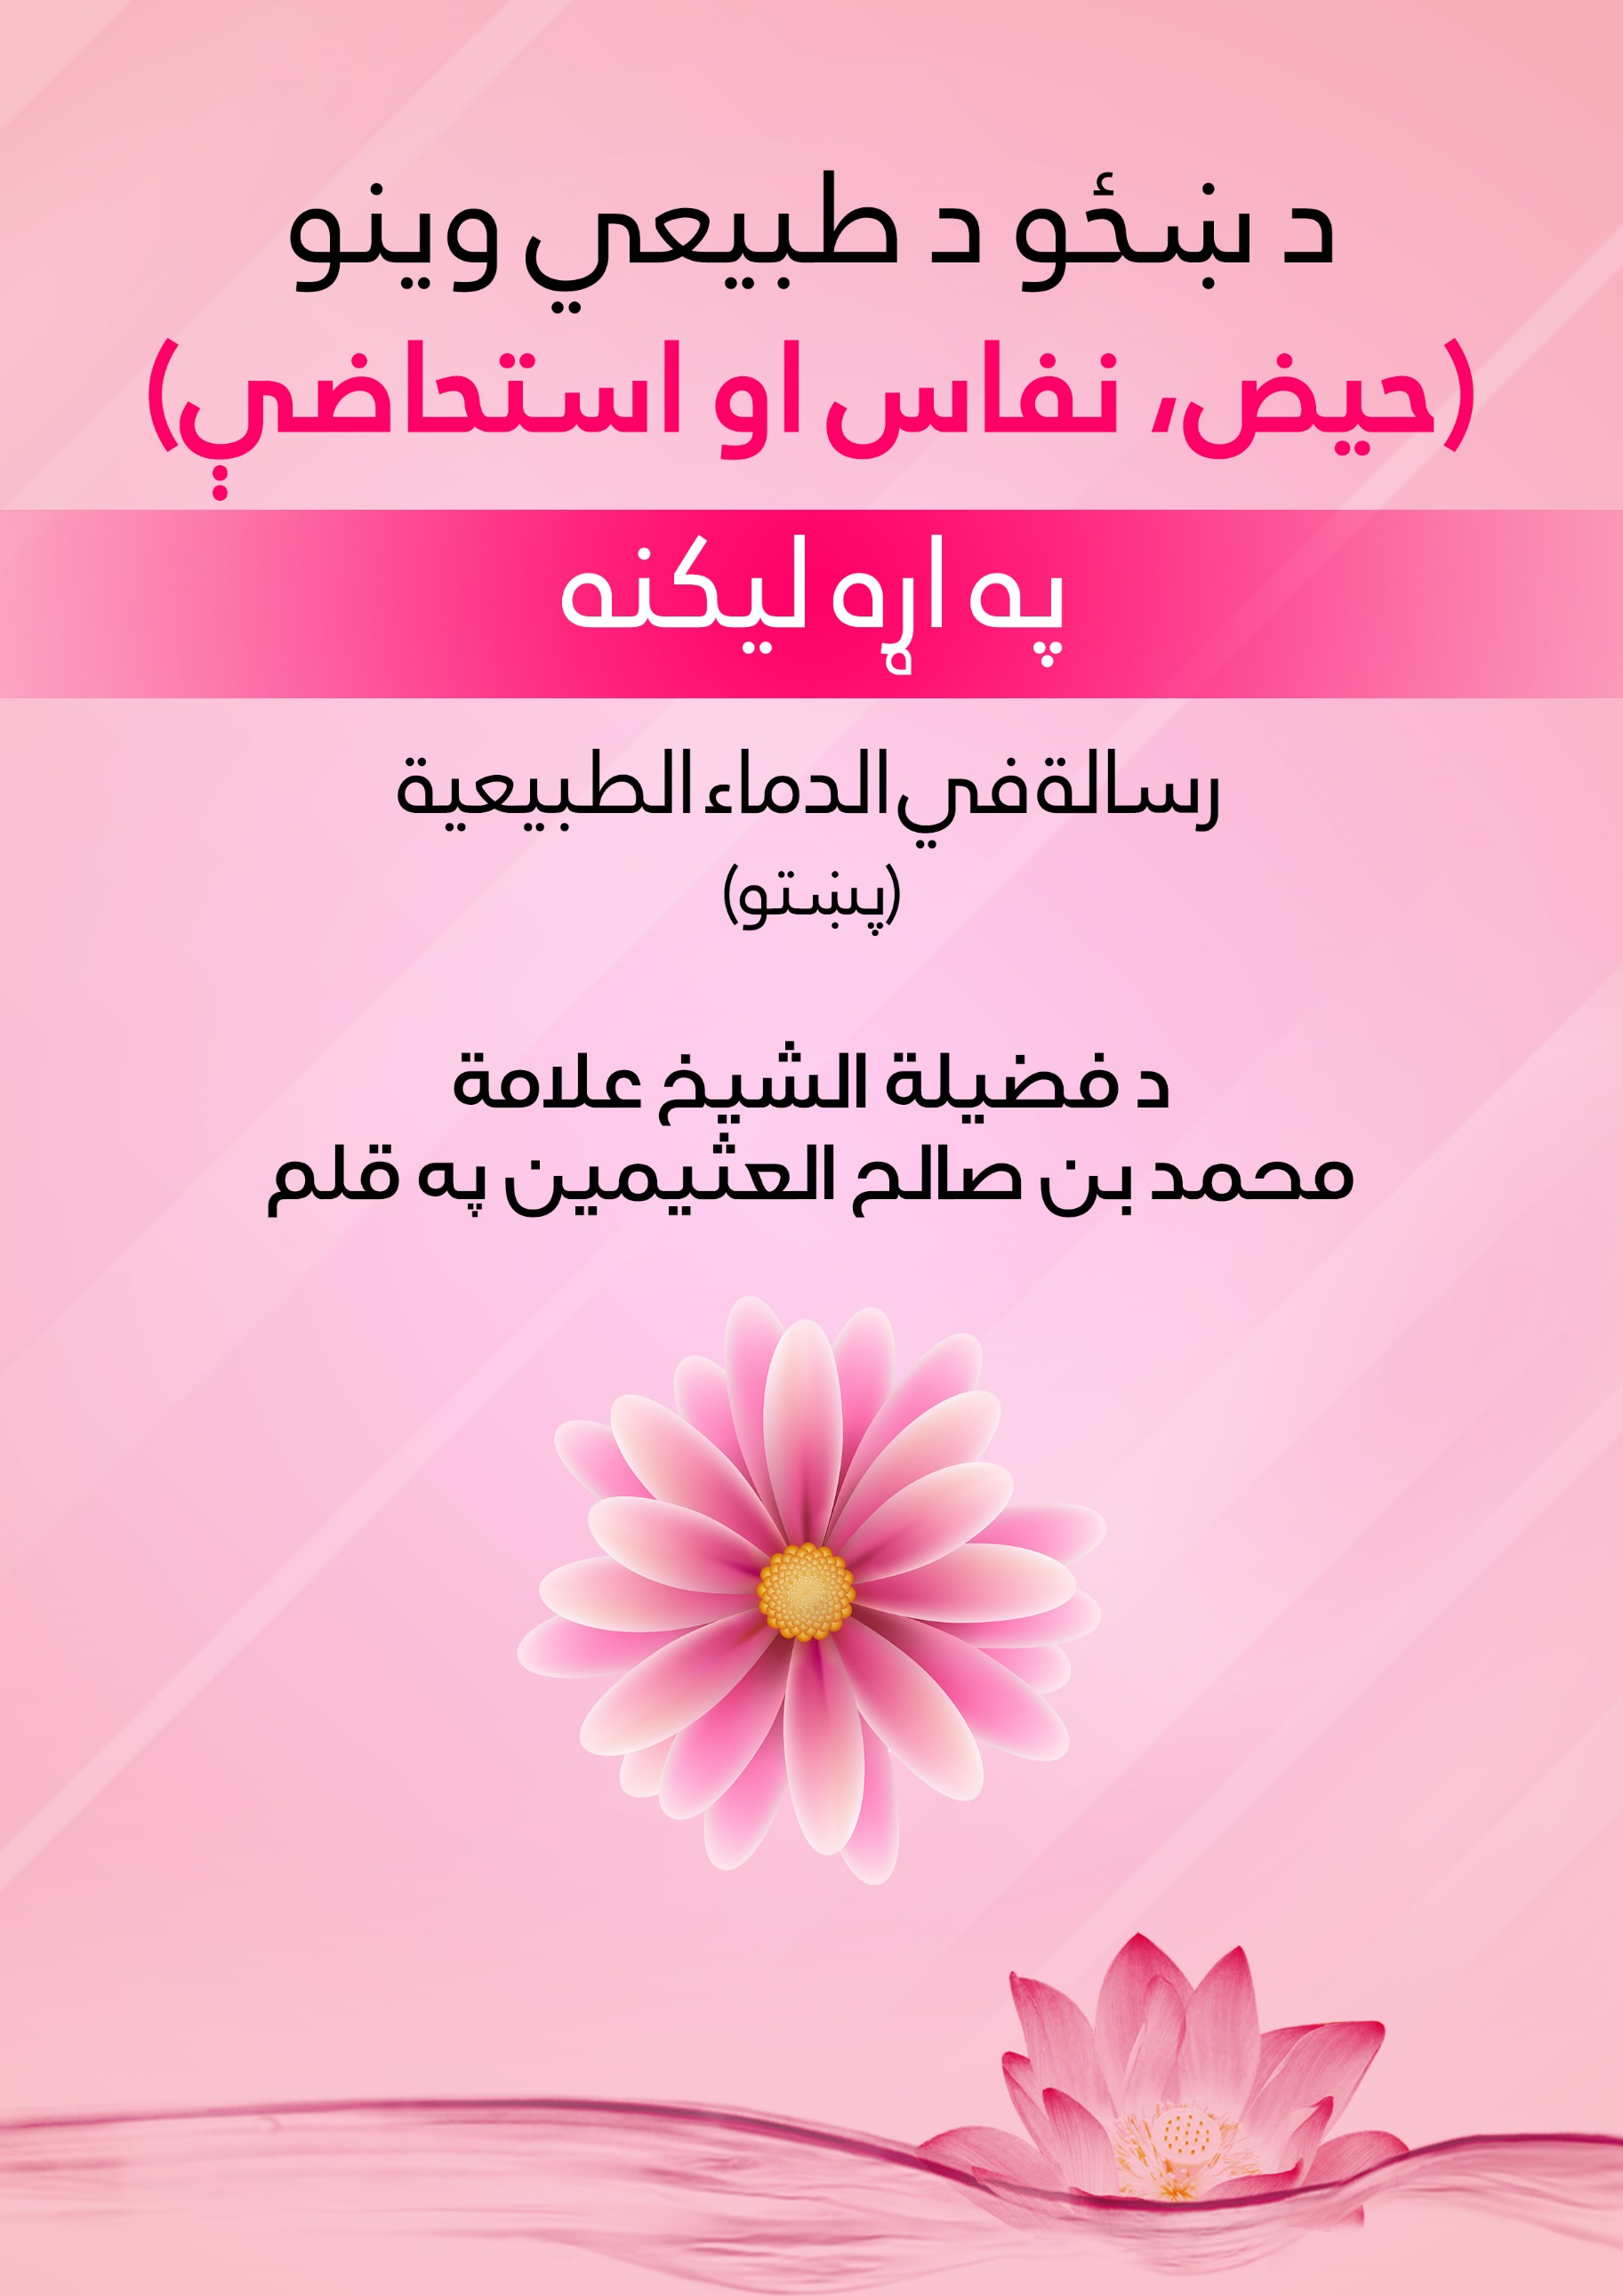 د ښځو د طبيعي وينو
(حيض، نفاس او استحاضې)
په اړه ليکنه
رسالة في الدماء الطبيعية
(پښتو)
د فضيلة الشيخ علامة
محمد بن صالح العثيمين په قلم